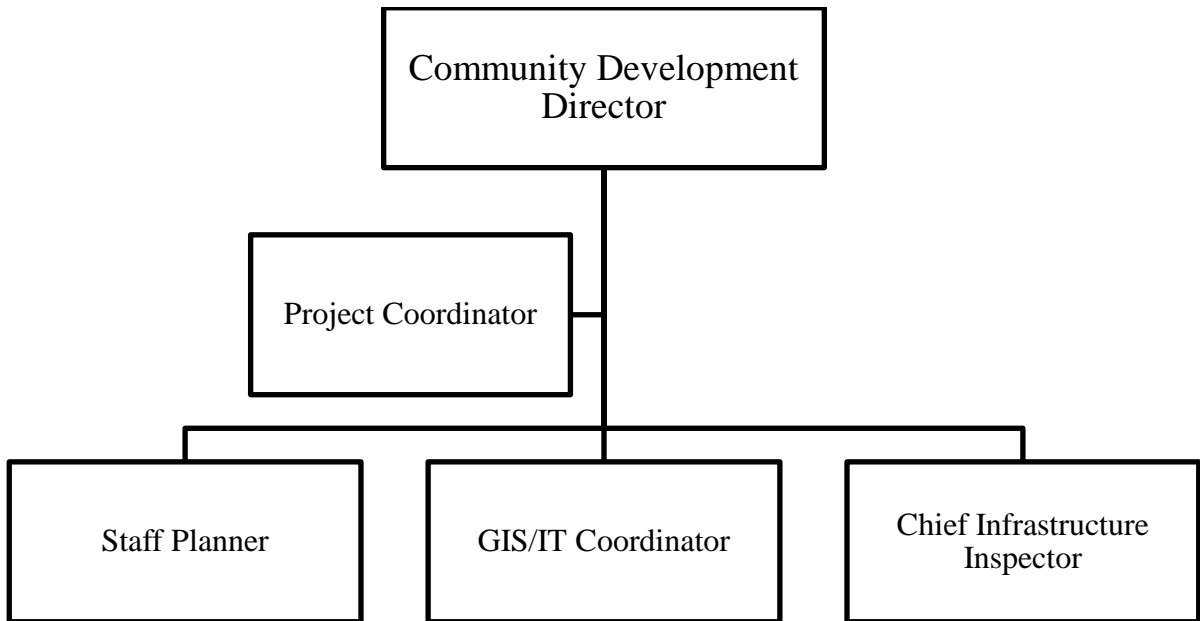 Community Development
Director
Project Coordinator
Staff Planner
GIS/IT Coordinator
Chief Infrastructure
Inspector